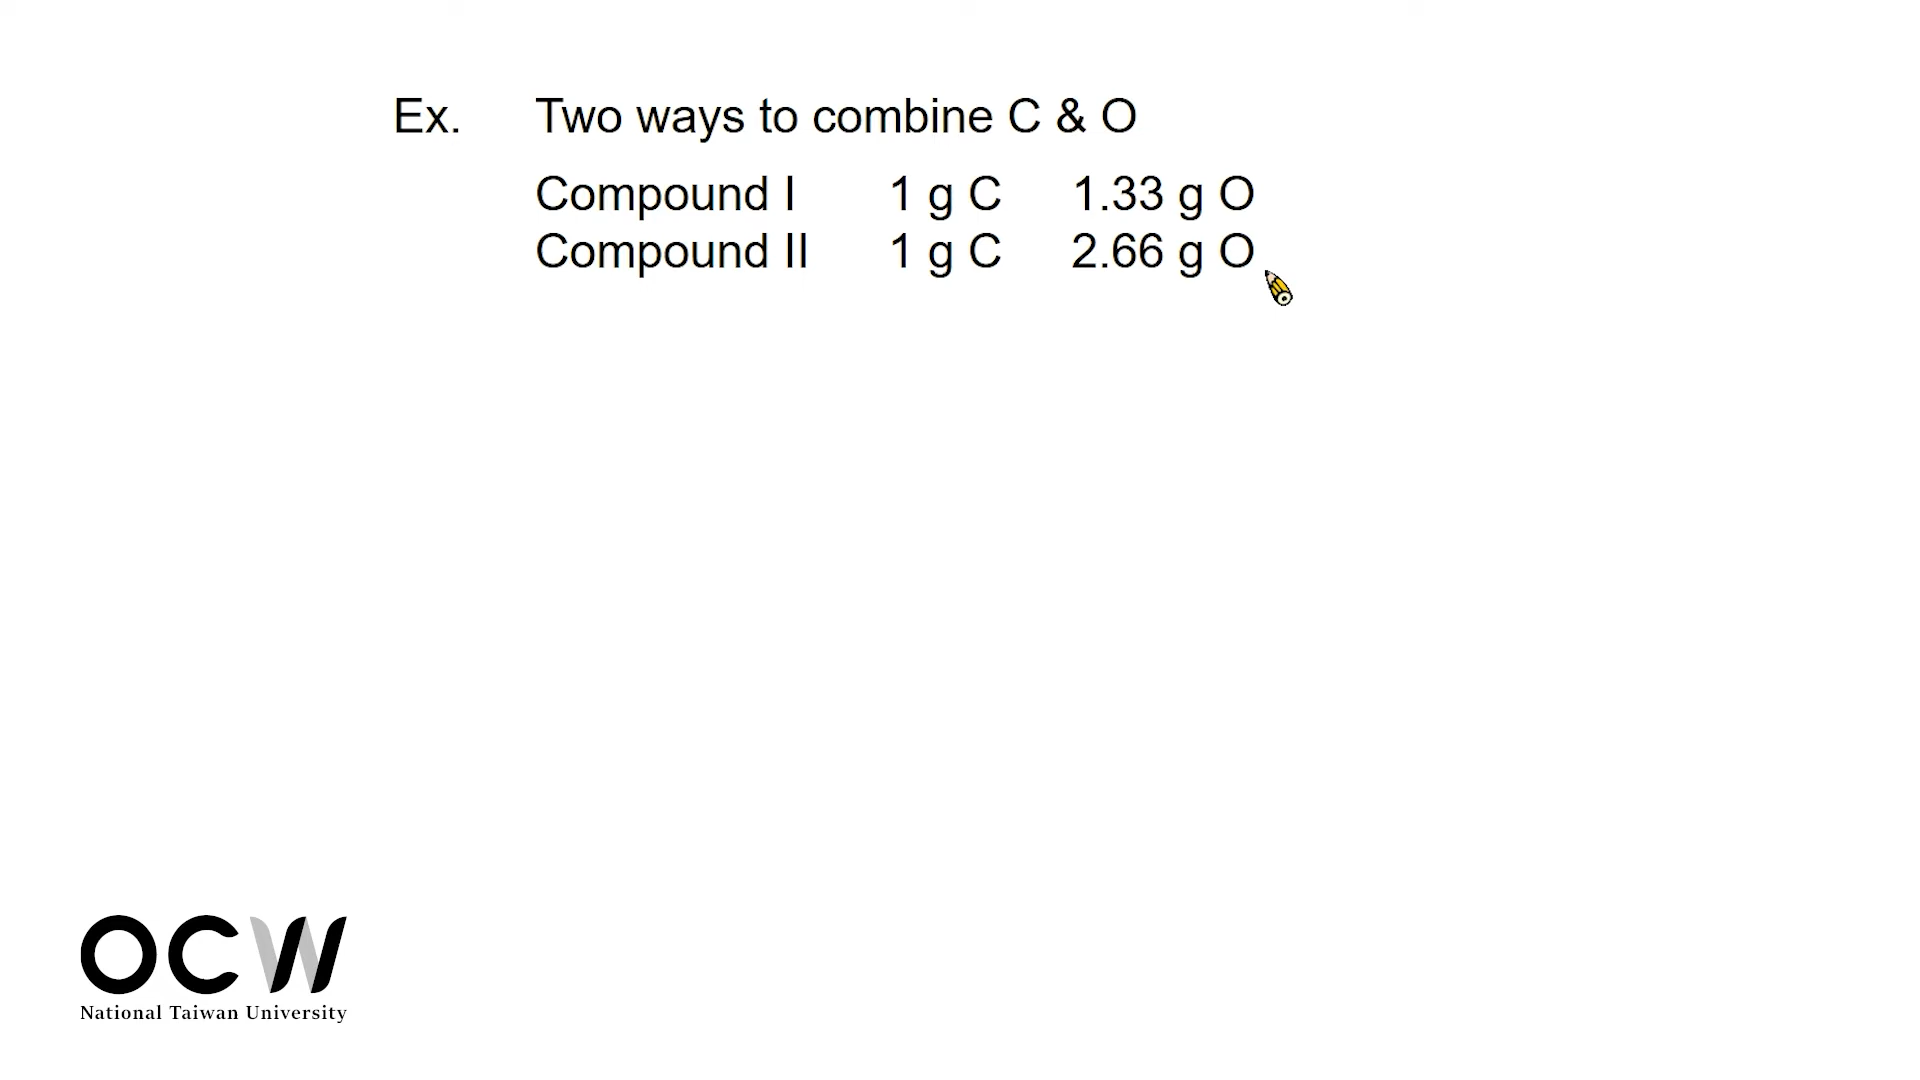 Ex. Two ways to combine C & O
Compound I 1 g C 1.33 g O
Compound II 1 g C 2.66 g O
OCW
National Taiwan University